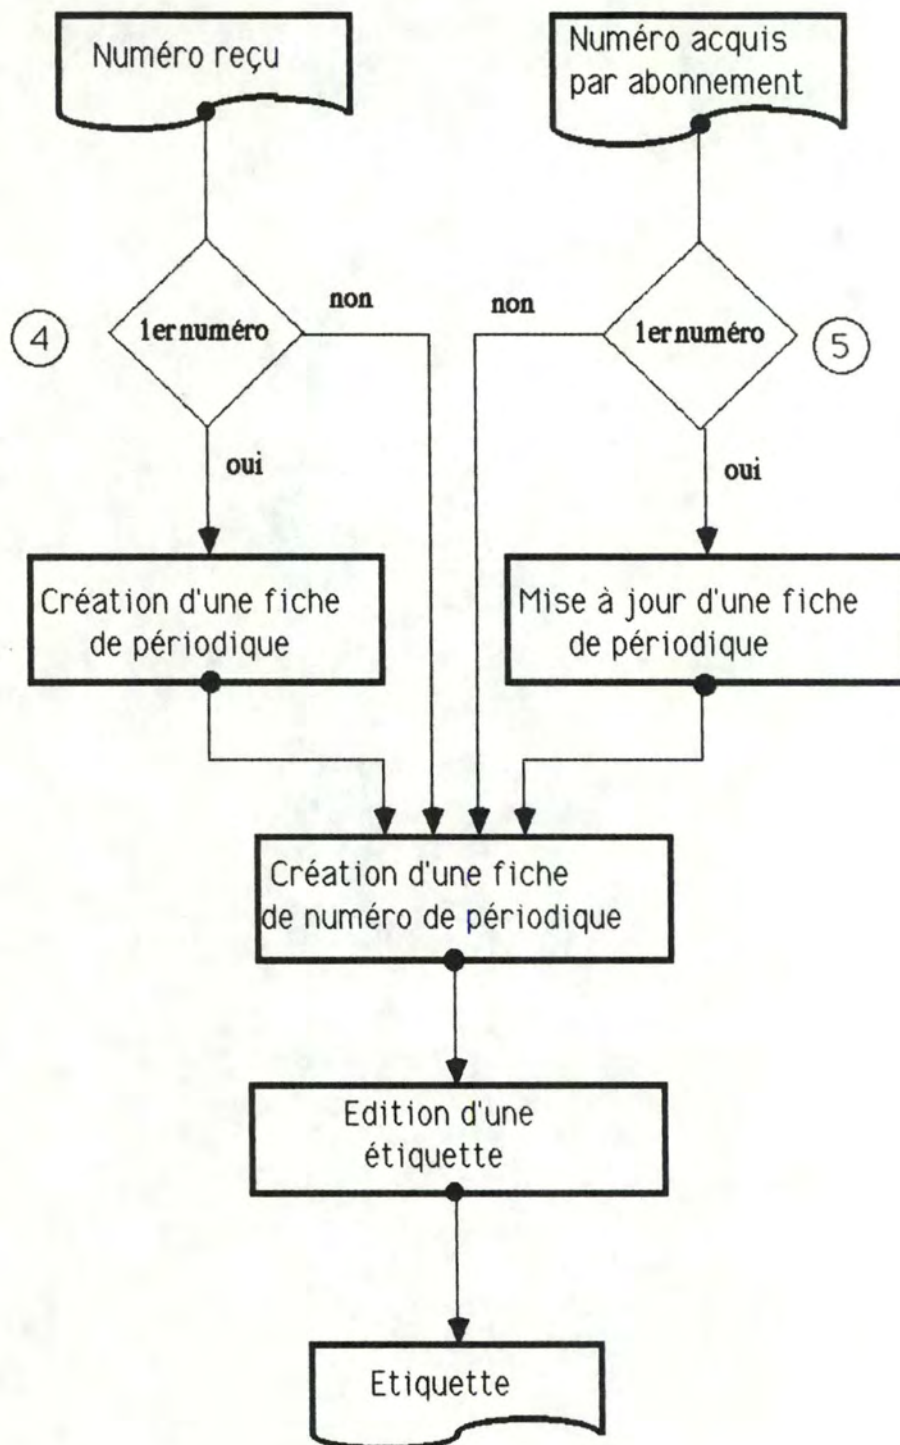 Numéro reçu
Numéro acquis
par abonnement
non
non
4
1er numéro
1er numéro
5
oui
oui
Création d'une fiche
de périodique
Mise à jour d'une fiche
de périodique
Création d'une fiche
de numéro de périodique
Edition d'une
étiquette
Etiquette